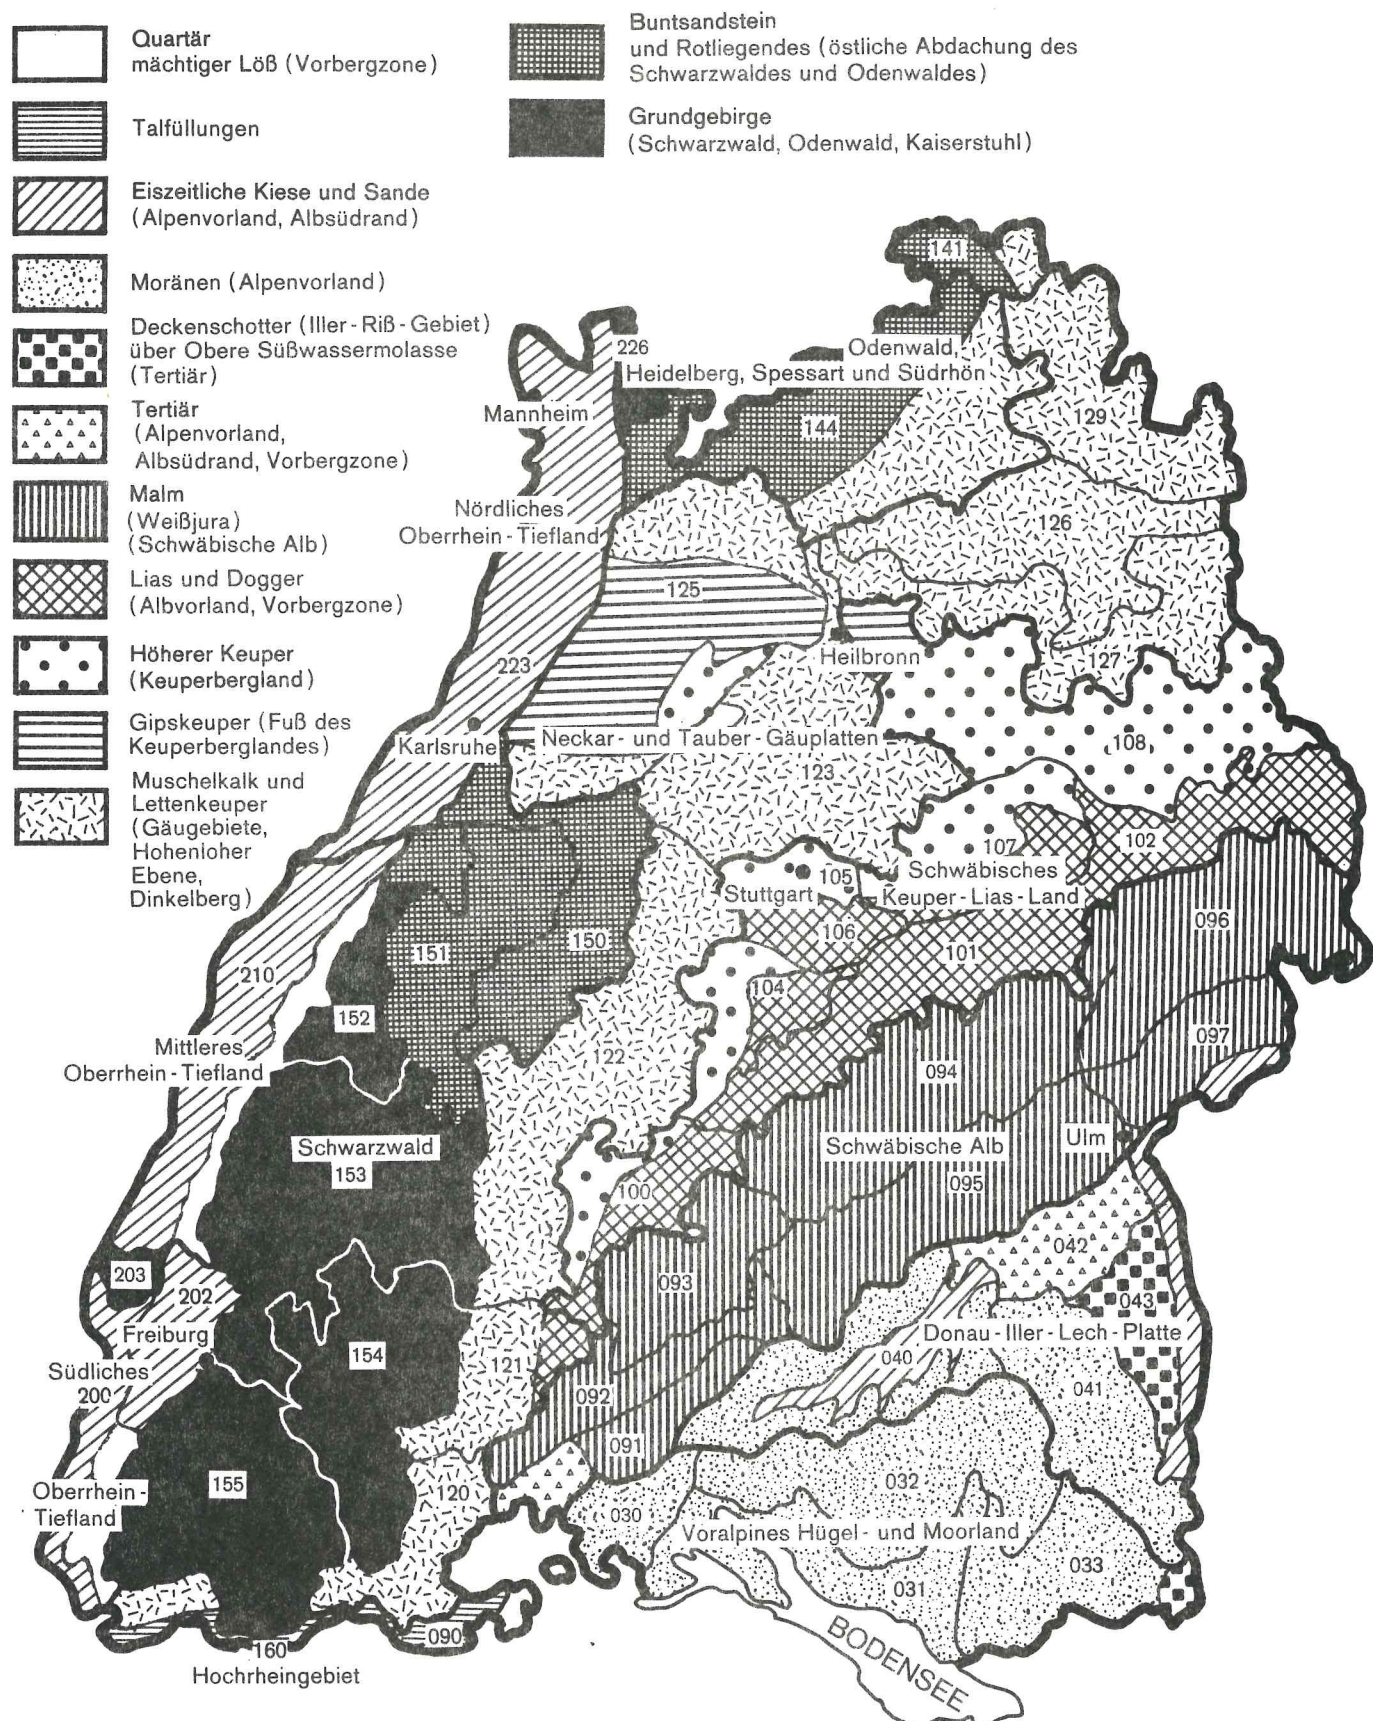 Quartär
mächtiger Löß (Vorbergzone)
Talfüllungen
Eiszeitliche Kiese und Sande
(Alpenvorland, Albsüdrand)
Moränen (Alpenvorland)
Deckenschotter (Iller-Riß-Gebiet)
über Obere Süßwassermolasse
(Tertiär)
Tertiär
(Alpenvorland,
Albsüdrand, Vorbergzone)
Malm
(Weißjura)
(Schwäbische Alb)
Lias und Dogger
(Albvorland, Vorbergzone)
Höherer Keuper
(Keuperbergland)
Gipskeuper (Fuß des
Keuperberglandes)
Muschelkalk und
Lettenkeuper
(Gäugebiete,
Hohenloher
Ebene,
Dinkelberg)
Buntsandstein
und Rotliegendes (östliche Abdachung des
Schwarzwaldes und Odenwaldes)
Grundgebirge
(Schwarzwald, Odenwald, Kaiserstuhl)
141
226
Odenwald,
Heidelberg, Spessart und Südrhön
Mannheim
144
129
Nördliches
Oberrhein-Tiefland
126
125
Heilbronn
127
223
Karlsruhe
Neckar- und Tauber-Gäuplatten
108
123
102
107
Schwäbisches
Keuper-Lias-Land
105
Stuttgart
096
106
101
150
151
210
104
152
097
122
Mittleres
Oberrhein-Tiefland
094
Schwarzwald
153
Schwäbische Alb
Ulm
095
100
042
203
202
093
043
Freiburg
154
121
Donau-Iller-Lech-Platte
040
Südliches
200
092
041
091
155
032
Oberrhein-
Tiefland
120
030
Voralpines Hügel- und Moorland
033
031
090
160
Hochrheingebiet
BODENSEE